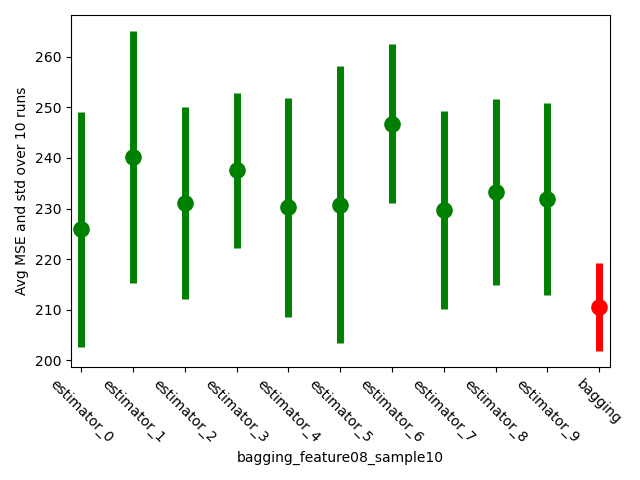 Avg MSE and std over 10 runs
260
250
240
230
220
210
200
estimator_0
estimator_1
estimator_2
estimator_3
estimator_4
estimator_5
estimator_6
estimator_7
estimator_8
estimator_9
bagging
bagging_feature08_sample10